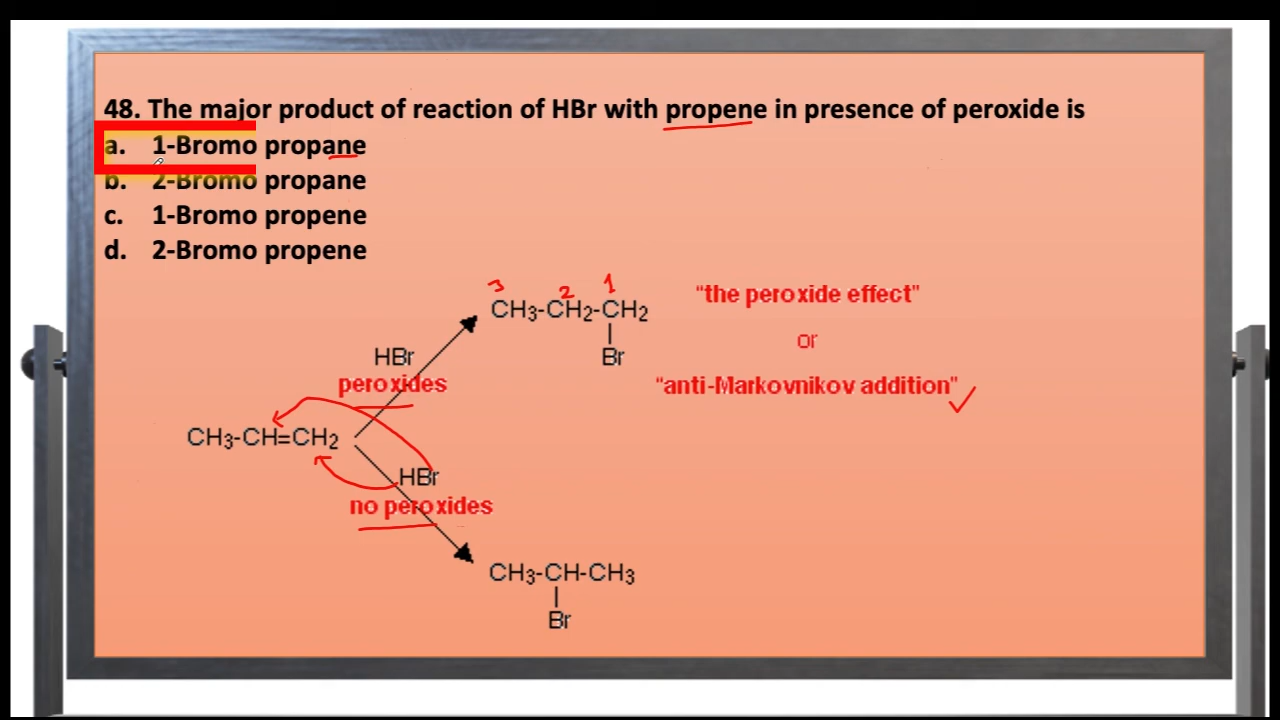 48. The major product of reaction of HBr with propene in presence of peroxide is
a. 1-Bromo propane
b. 2-Bromo propane
c. 1-Bromo propene
d. 2-Bromo propene
3 2 1
CH3-CH2-CH2
Br
"the peroxide effect"
or
"anti-Markovnikov addition"
HBr
peroxides
CH3-CH=CH2
HBr
no peroxides
CH3-CH-CH3
Br